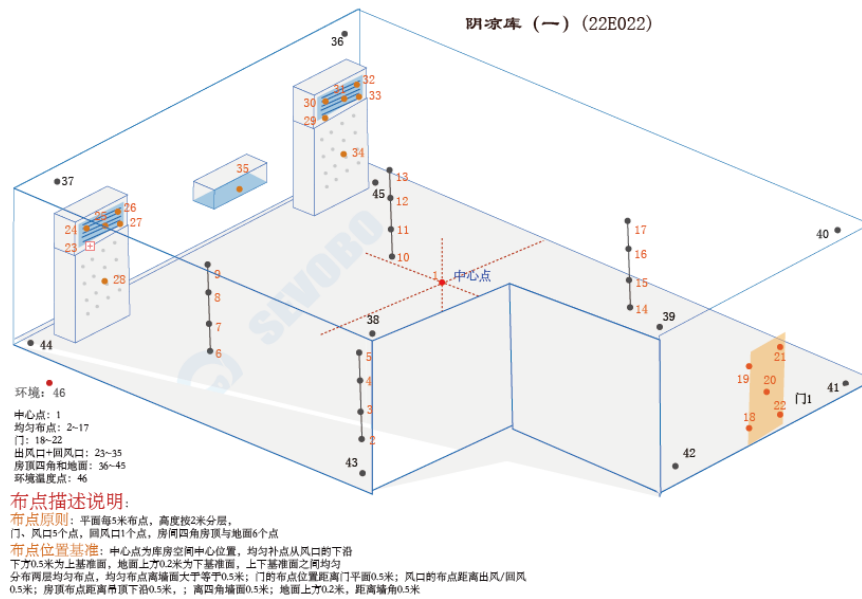 阴凉库（一）(22E022)
36
32
31
30
33
29
34
35
13
45
12
37
11
10
17
16
15
14
40
26
25
24
27
23
28
9
8
7
6
1
中心点
38
39
5
4
3
2
44
43
42
41
21
19
20
门1
22
18
SEVOBO
环境：46
中心点：1
均匀布点：2~17
门：18~22
出风口+回风口：23~35
房顶四角和地面：36~45
环境温度点：46
布点描述说明：
布点原则：平面每5米布点，高度按2米分层，
门、风口5个点，回风口1个点，房间四角房顶与地面6个点
布点位置基准：中心点为库房空间中心位置，均匀补点从风口的下沿
下方0.5米为上基准面，地面上方0.2米为下基准面，上下基准面之间均匀
分布两层均匀布点，均匀布点离墙面大于等于0.5米；门的布点位置距离门平面0.5米；风口的布点距离出风/回风
0.5米；房顶布点距离吊顶下沿0.5米，；离四角墙面0.5米；地面上方0.2米，距离墙角0.5米